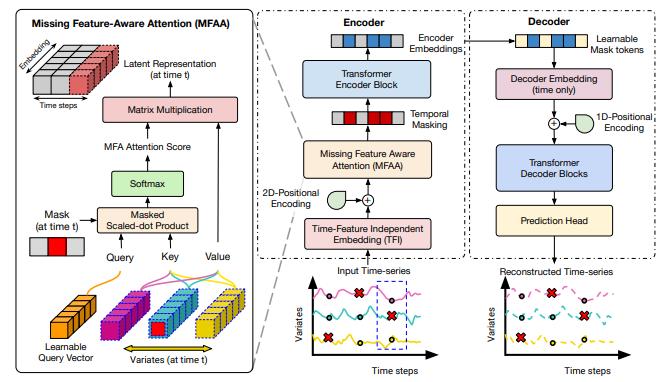 Missing Feature-Aware Attention (MFAA)
Embedding
Time steps
Latent Representation
(at time t)
Matrix Multiplication
MFA Attention Score
Softmax
Mask
(at time t)
Masked
Scaled-dot Product
Query
Key
Value
Learnable
Query Vector
Variates (at time t)
Encoder
Encoder
Embeddings
Transformer
Encoder Block
Temporal
Masking
Missing Feature Aware
Attention (MFAA)
2D-Positional
Encoding
Time-Feature Independent
Embedding (TFI)
Input Time-series
Variates
Time steps
Decoder
Learnable
Mask tokens
Decoder Embedding
(time only)
1D-Positional
Encoding
Transformer
Decoder Blocks
Prediction Head
Reconstructed Time-series
Variates
Time steps